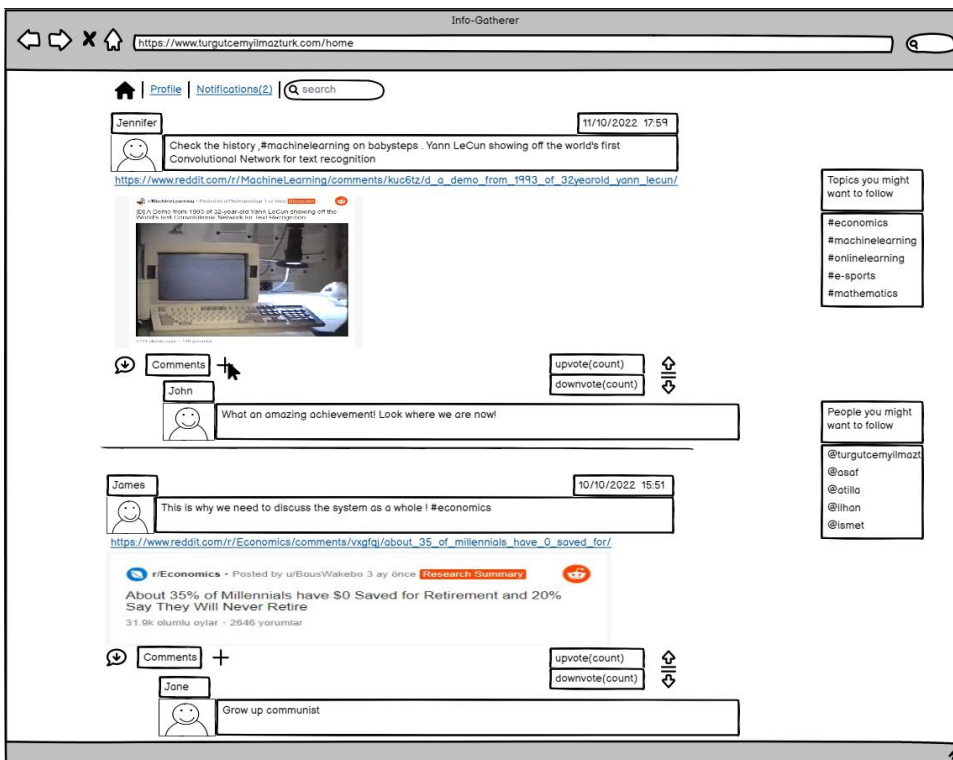 Info-Gatherer
https://www.turgutcemyilmazturk.com/home
Profile
Notifications(2)
search
Jennifer
11/10/2022 17:59
Check the history ,#machinelearning on babysteps . Yann LeCun showing off the world's first
Convolutional Network for text recognition
https://www.reddit.com/r/MachineLearning/comments/kuc6tz/d_a_demo_from_1993_of_32yearold_yann_lecun/
[D] A Demo from 1993 of 32-year-old Yann LeCun showing off the
World's first Convolutional Network for Text Recognition
Comments
upvote(count)
downvote(count)
John
What an amazing achievement! Look where we are now!
James
10/10/2022 15:51
This is why we need to discuss the system as a whole ! #economics
https://www.reddit.com/r/Economics/comments/vxgfqj/about_35_of_millennials_have_0_saved_for/
r/Economics • Posted by u/BousWakebo 3 ay önce Research Summary
About 35% of Millennials have $0 Saved for Retirement and 20%
Say They Will Never Retire
31.9k olumlu oylar - 2646 yorumlar
Comments
upvote(count)
downvote(count)
Jane
Grow up communist
Topics you might
want to follow
#economics
#machinelearning
#onlinelearning
#e-sports
#mathematics
People you might
want to follow
@turgutcemyilmazt
@asaf
@atilla
@ilhan
@ismet